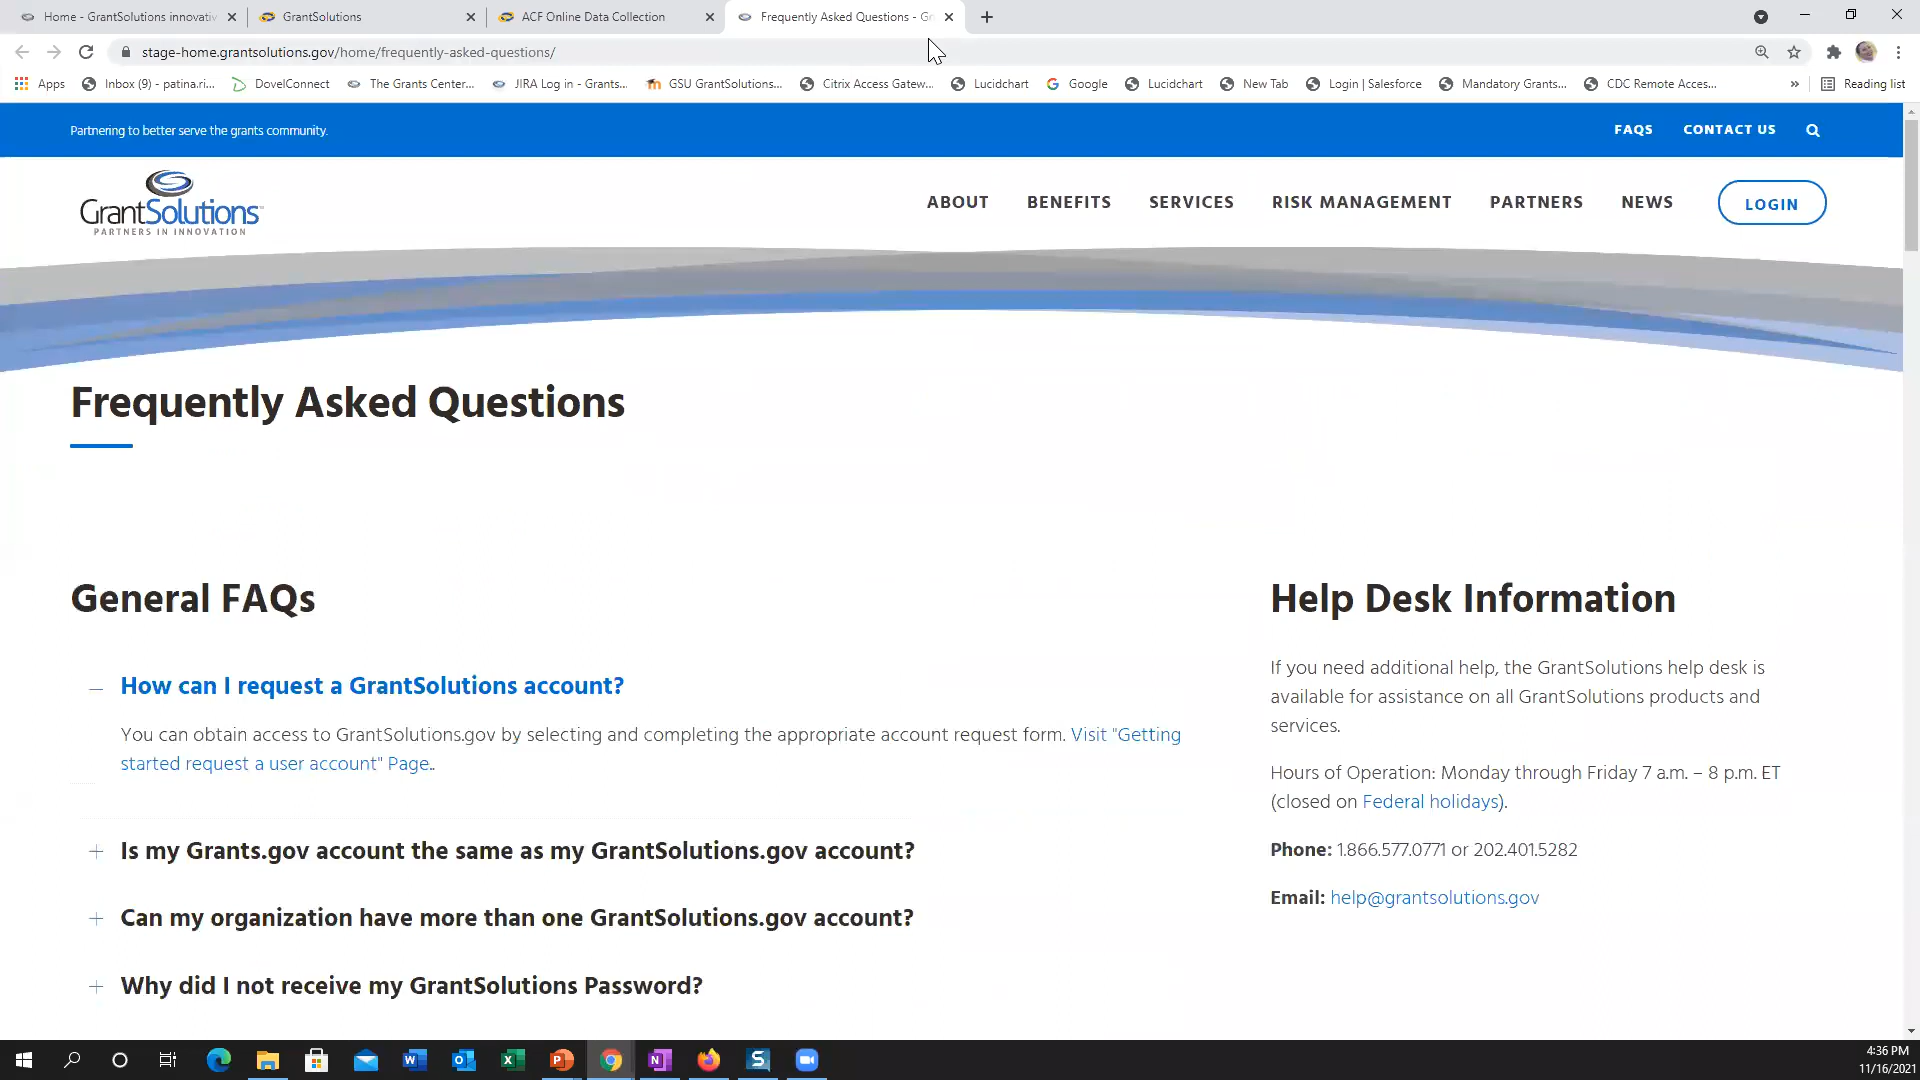 Home - GrantSolutions innovativ
GrantSolutions
ACF Online Data Collection
Frequently Asked Questions - Gr
stage-home.grantsolutions.gov/home/frequently-asked-questions/
Apps
Inbox (9) - patina.ri...
DovelConnect
The Grants Center...
JIRA Log in - Grants...
GSU GrantSolutions...
Citrix Access Gatew...
Lucidchart
Google
Lucidchart
New Tab
Login | Salesforce
Mandatory Grants...
CDC Remote Acces...
»
Reading list
Partnering to better serve the grants community.
FAQS
CONTACT US
GrantSolutions
PARTNERS IN INNOVATION
ABOUT
BENEFITS
SERVICES
RISK MANAGEMENT
PARTNERS
NEWS
LOGIN
Frequently Asked Questions
General FAQs
How can I request a GrantSolutions account?
You can obtain access to GrantSolutions.gov by selecting and completing the appropriate account request form. Visit "Getting
started request a user account" Page..
Is my Grants.gov account the same as my GrantSolutions.gov account?
Can my organization have more than one GrantSolutions.gov account?
Why did I not receive my GrantSolutions Password?
Help Desk Information
If you need additional help, the GrantSolutions help desk is
available for assistance on all GrantSolutions products and
services.
Hours of Operation: Monday through Friday 7 a.m. – 8 p.m. ET
(closed on Federal holidays).
Phone: 1.866.577.0771 or 202.401.5282
Email: help@grantsolutions.gov
4:36 PM
11/16/2021